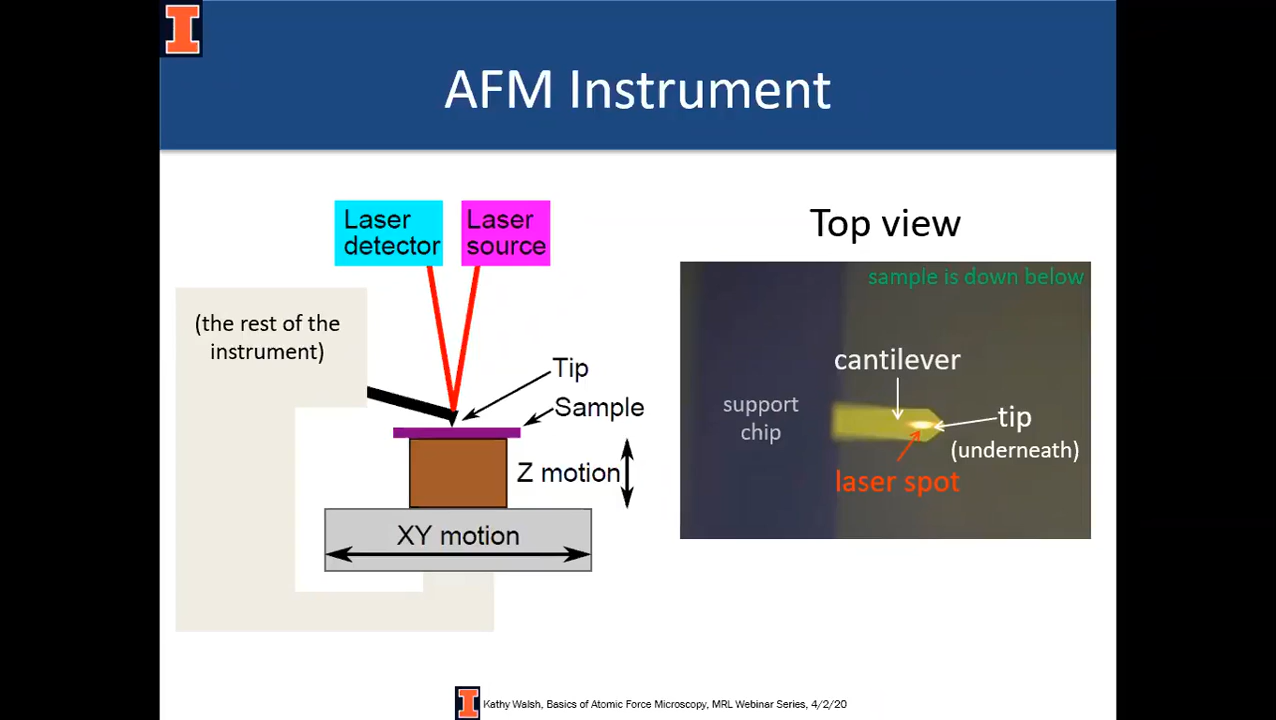 AFM Instrument
Laser
detector
Laser
source
(the rest of the
instrument)
Tip
Sample
Z motion
XY motion
Top view
sample is down below
cantilever
support
chip
tip
(underneath)
laser spot
Kathy Walsh, Basics of Atomic Force Microscopy, MRL Webinar Series, 4/2/20